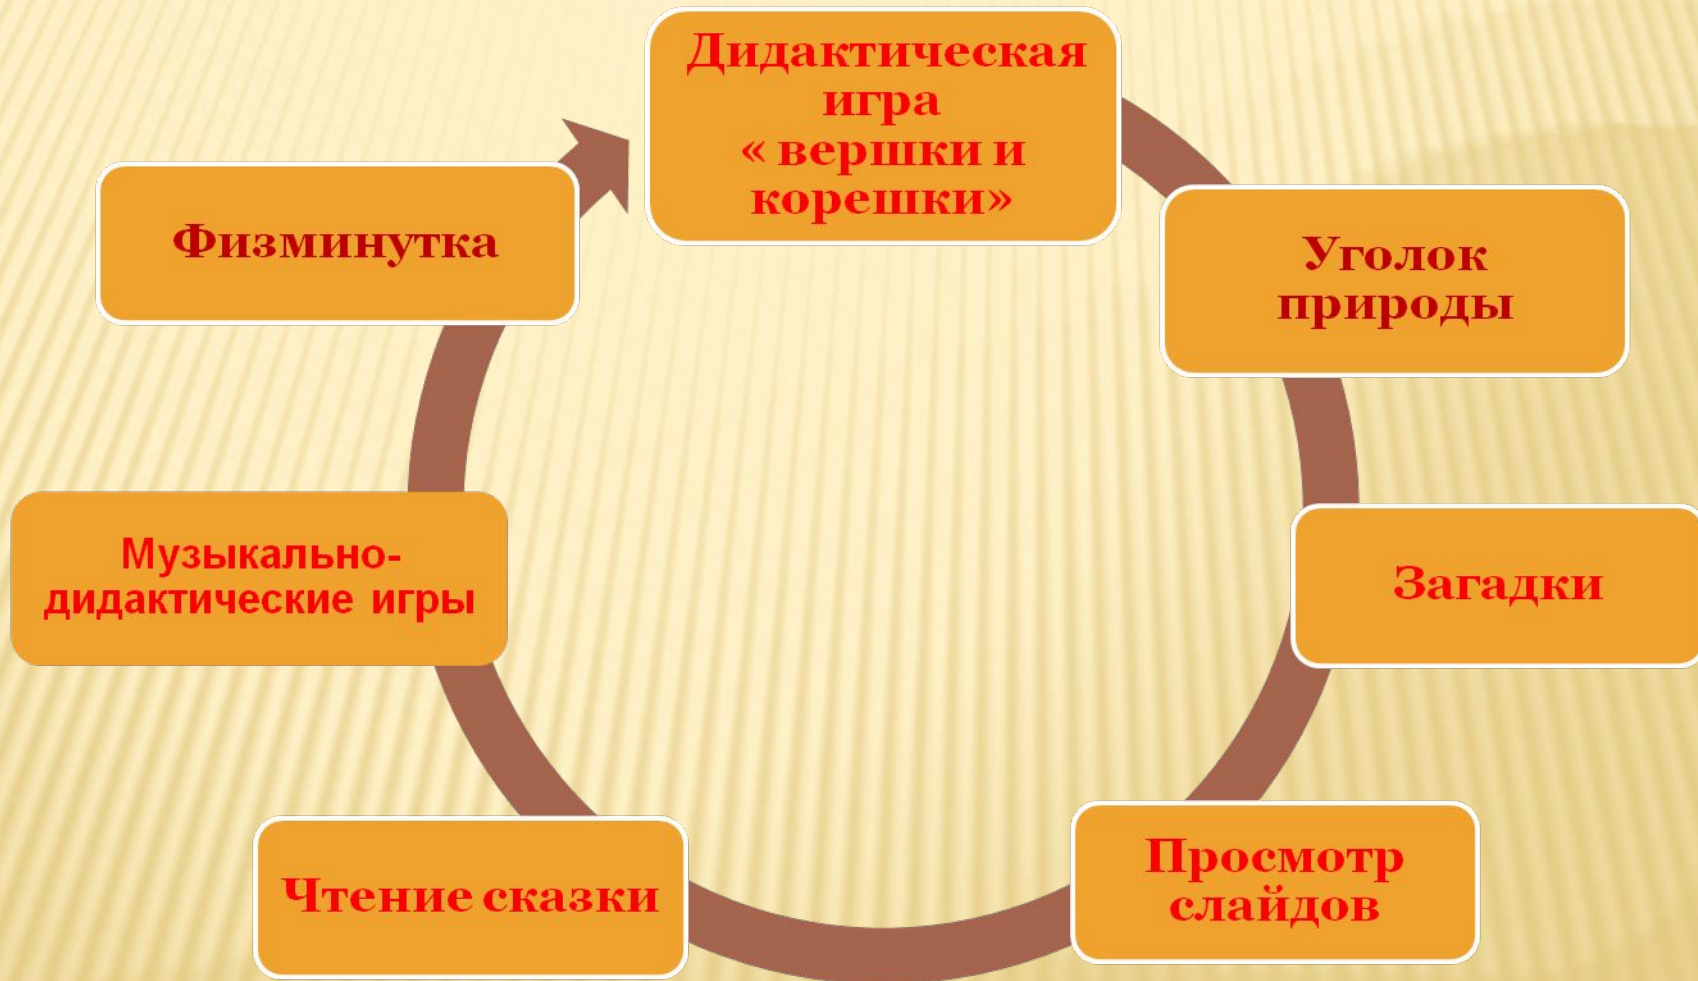 Дидактическая
игра
« вершки и
корешки»
Уголок
природы
Загадки
Просмотр
слайдов
Чтение сказки
Музыкально-
дидактические игры
Физминутка